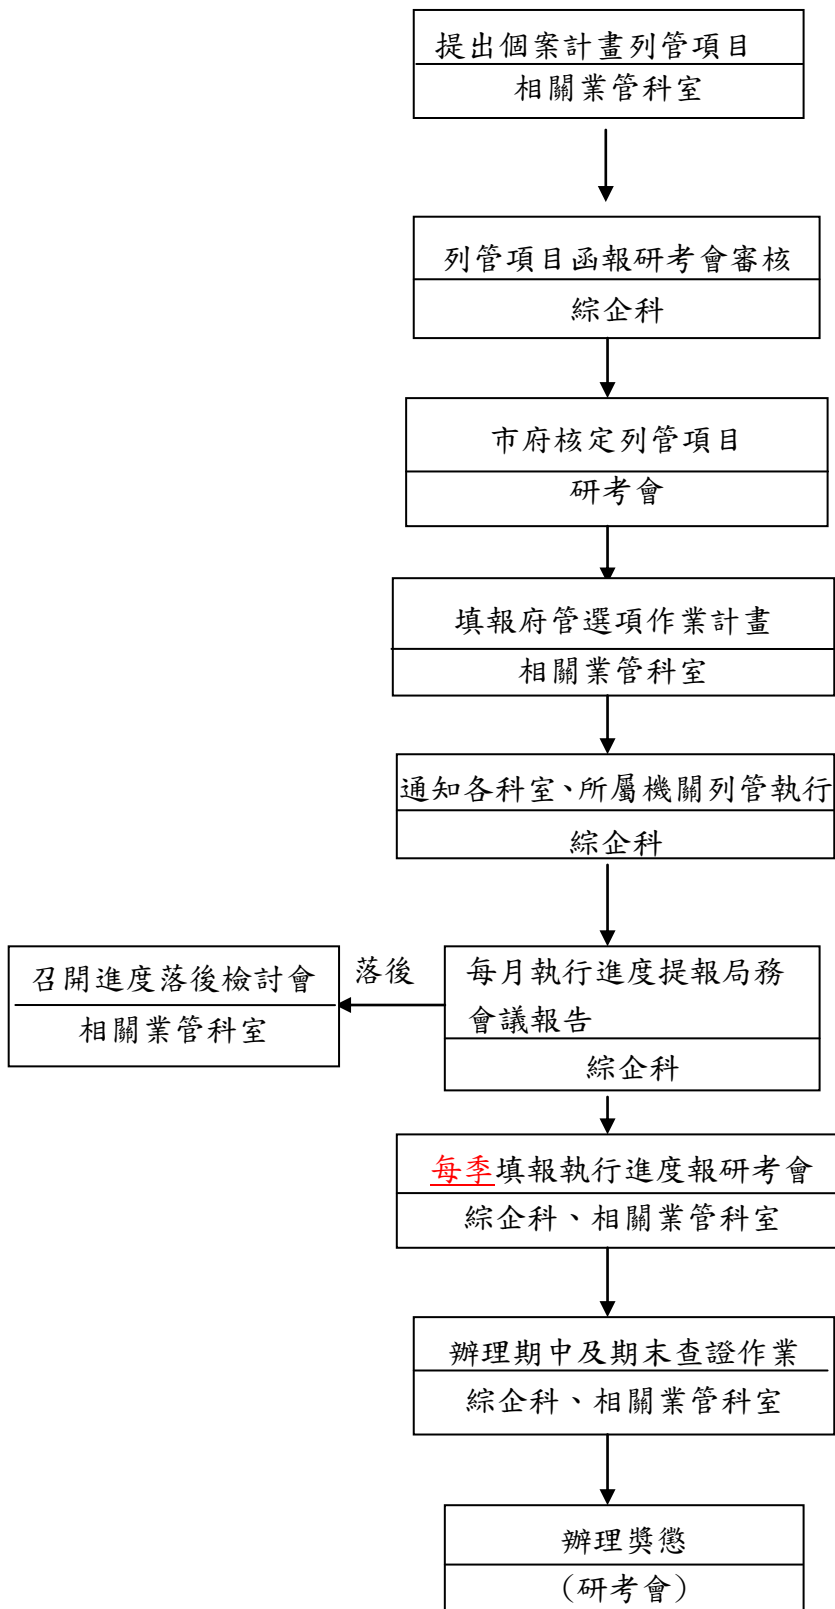 提出個案計畫列管項目
相關業管科室
列管項目函報研考會審核
綜企科
市府核定列管項目
研考會
填報府管選項作業計畫
相關業管科室
通知各科室、所屬機關列管執行
綜企科
召開進度落後檢討會
相關業管科室
落後
每月執行進度提報局務
會議報告
綜企科
每季填報執行進度報研考會
綜企科、相關業管科室
辦理期中及期末查證作業
綜企科、相關業管科室
辦理獎懲
(研考會)